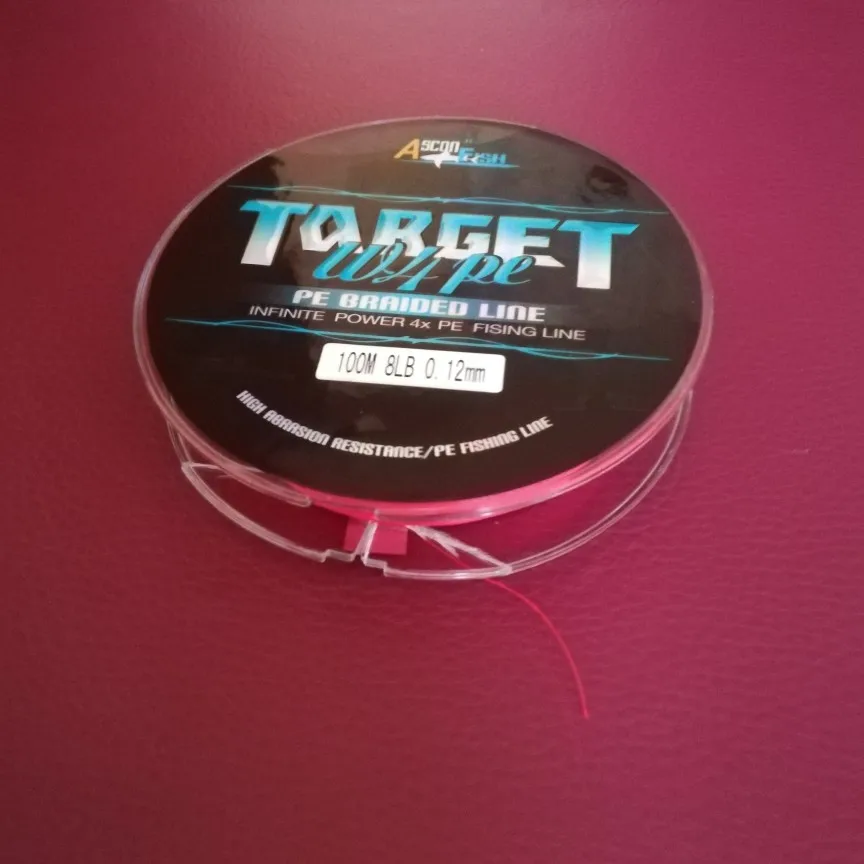 ASCON FISH
TARGET
W4 pe
PE BRAIDED LINE
INFINITE POWER 4x PE FISING LINE
100M 8LB 0.12mm
HIGH ABRASION RESISTANCE/PE FISHING LINE